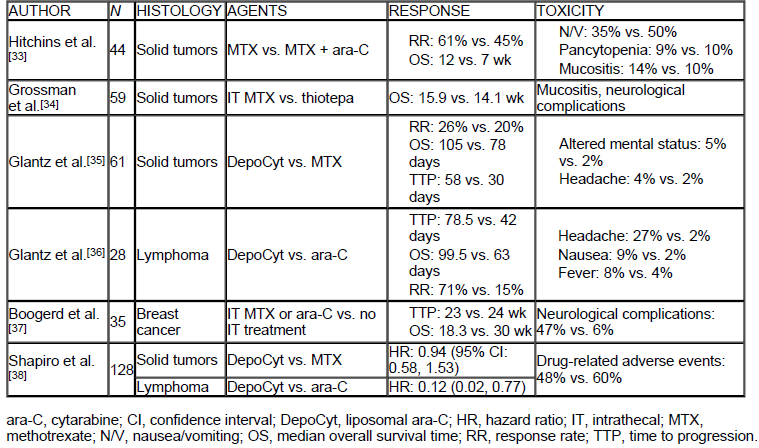 AUTHOR N HISTOLOGY AGENTS RESPONSE TOXICITY
Hitchins et al.
[33]
44
Solid tumors
MTX vs. MTX + ara-C
RR: 61% vs. 45%
OS: 12 vs. 7 wk
N/V: 35% vs. 50%
Pancytopenia: 9% vs. 10%
Mucositis: 14% vs. 10%
Grossman
et al.[34]
59
Solid tumors
IT MTX vs. thiotepa
OS: 15.9 vs. 14.1 wk
Mucositis, neurological
complications
Glantz et al.[35]
61
Solid tumors
DepoCyt vs. MTX
RR: 26% vs. 20%
OS: 105 vs. 78
days
TTP: 58 vs. 30
days
Altered mental status: 5%
vs. 2%
Headache: 4% vs. 2%
Glantz et al.[36]
28
Lymphoma
DepoCyt vs. ara-C
TTP: 78.5 vs. 42
days
OS: 99.5 vs. 63
days
RR: 71% vs. 15%
Headache: 27% vs. 2%
Nausea: 9% vs. 2%
Fever: 8% vs. 4%
Boogerd et al.
[37]
35
Breast
cancer
IT MTX or ara-C vs. no
IT treatment
TTP: 23 vs. 24 wk
OS: 18.3 vs. 30 wk
Neurological complications:
47% vs. 6%
Shapiro et al.
[38]
128
Solid tumors
DepoCyt vs. MTX
HR: 0.94 (95% CI:
0.58, 1.53)
Drug-related adverse events:
48% vs. 60%
Lymphoma
DepoCyt vs. ara-C
HR: 0.12 (0.02, 0.77)
ara-C, cytarabine; CI, confidence interval; DepoCyt, liposomal ara-C; HR, hazard ratio; IT, intrathecal; MTX,
methotrexate; N/V, nausea/vomiting; OS, median overall survival time; RR, response rate; TTP, time to progression.